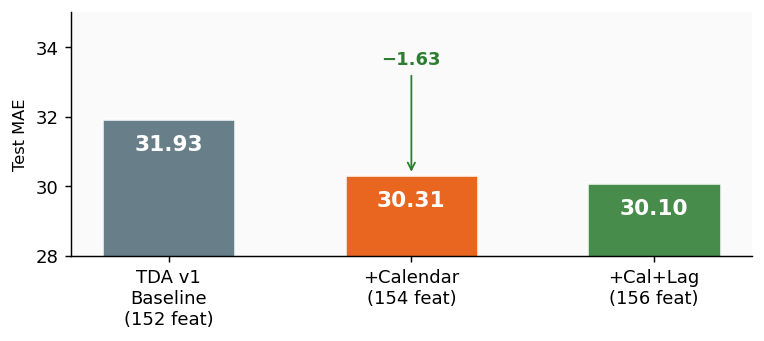 34
32
30
28
Test MAE
−1.63
31.93
30.31
30.10
TDA v1
Baseline
(152 feat)
+Calendar
(154 feat)
+Cal+Lag
(156 feat)